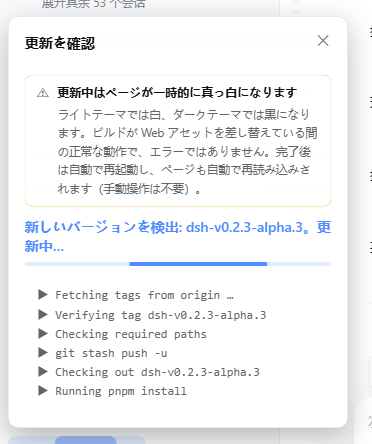 展开其余 53 个会话
更新を確認
更新中はページが一時的に真っ白になります
ライトテーマでは白、ダークテーマでは黒になり
ます。ビルドが Web アセットを差し替えている間
の正常な動作で、エラーではありません。完了後
は自動で再起動し、ページも自動で再読み込みさ
れます（手動操作は不要）。
新しいバージョンを検出: dsh-v0.2.3-alpha.3。更
新中...
▶ Fetching tags from origin …
▶ Verifying tag dsh-v0.2.3-alpha.3
▶ Checking required paths
▶ git stash push -u
▶ Checking out dsh-v0.2.3-alpha.3
▶ Running pnpm install